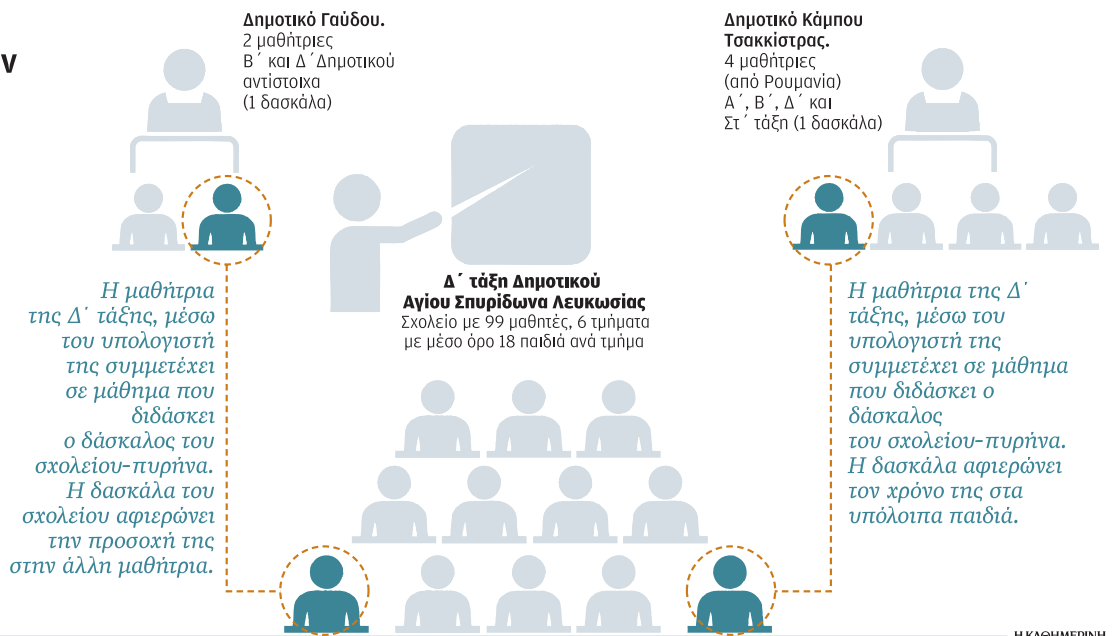 ν
Δημοτικό Γαύδου.
2 μαθήτριες
Β΄ και Δ΄ Δημοτικού
αντίστοιχα
(1 δασκάλα)
Δημοτικό Κάμπου
Τσακκίστρας.
4 μαθήτριες
(από Ρουμανία)
Α΄, Β΄, Δ΄ και
Στ΄ τάξη (1 δασκάλα)
Δ΄ τάξη Δημοτικού
Αγίου Σπυρίδωνα Λευκωσίας
Σχολείο με 99 μαθητές, 6 τμήματα
με μέσο όρο 18 παιδιά ανά τμήμα
Η μαθήτρια
της Δ΄ τάξης, μέσω
του υπολογιστή
της συμμετέχει
σε μάθημα που
διδάσκει
ο δάσκαλος του
σχολείου-πυρήνα.
Η δασκάλα του
σχολείου αφιερώνει
την προσοχή της
στην άλλη μαθήτρια.
Η μαθήτρια της Δ΄
τάξης, μέσω του
υπολογιστή της
συμμετέχει σε μάθημα
που διδάσκει ο
δάσκαλος
του σχολείου-πυρήνα.
Η δασκάλα αφιερώνει
τον χρόνο της στα
υπόλοιπα παιδιά.
Η ΚΑΘΗΜΕΡΙΝΗ